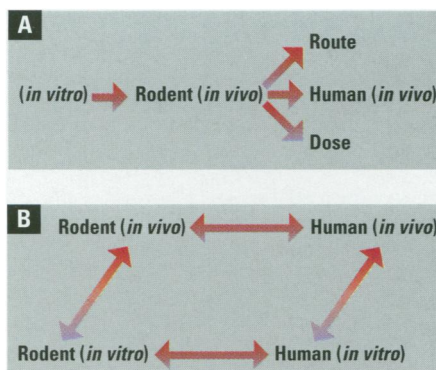 A
Route
(in vitro) Rodent (in vivo) Human (in vivo)
Dose
B
Rodent (in vivo) Human (in vivo)
Rodent (in vitro) Human (in vitro)